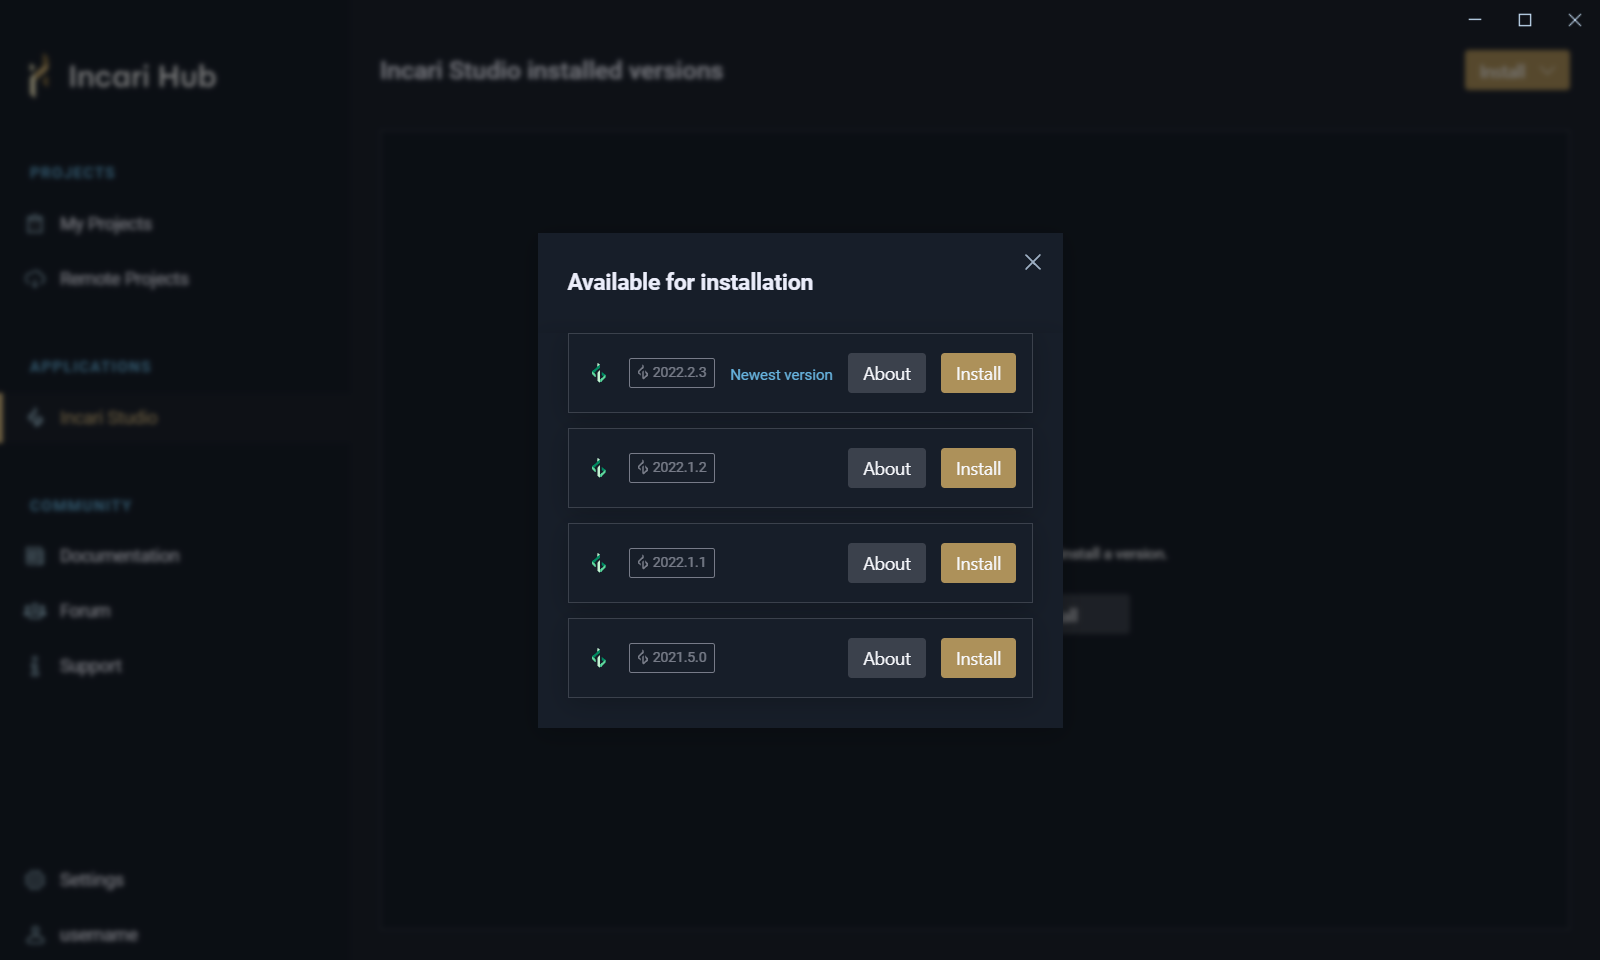 Incari Hub
Incari Studio installed versions
Install
PROJECTS
My Projects
Remote Projects
APPLICATIONS
Incari Studio
COMMUNITY
Documentation
Forum
Support
Settings
username
Available for installation
2022.2.3 Newest version About Install
2022.1.2 About Install
2022.1.1 About Install
2021.5.0 About Install
install a version.